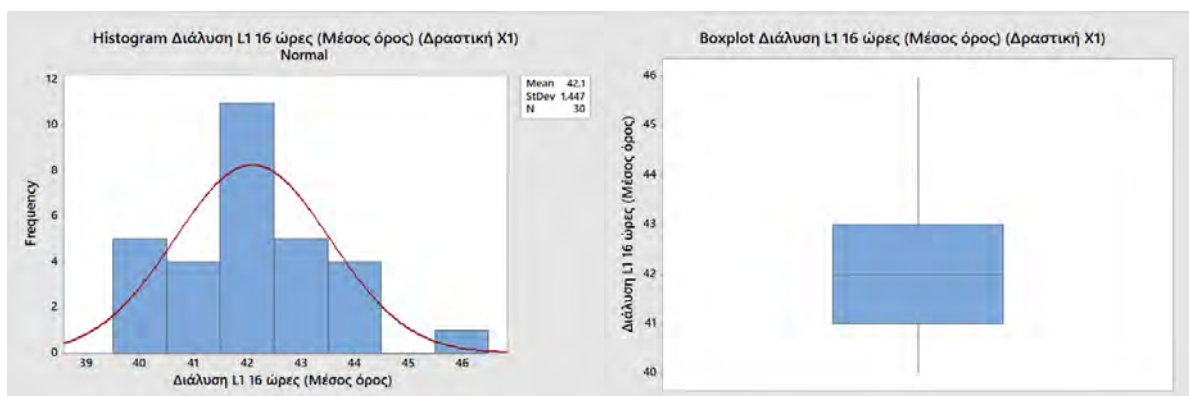 Histogram Διάλυση L1 16 ώρες (Μέσος όρος) (Δραστική X1)
Normal
Mean 42,1
StDev 1,447
N 30
Frequency
12
10
8
6
4
2
0
39 40 41 42 43 44 45 46
Διάλυση L1 16 ώρες (Μέσος όρος)
Boxplot Διάλυση L1 16 ώρες (Μέσος όρος) (Δραστική X1)
Διάλυση L1 16 ώρες (Μέσος όρος)
46
45
44
43
42
41
40